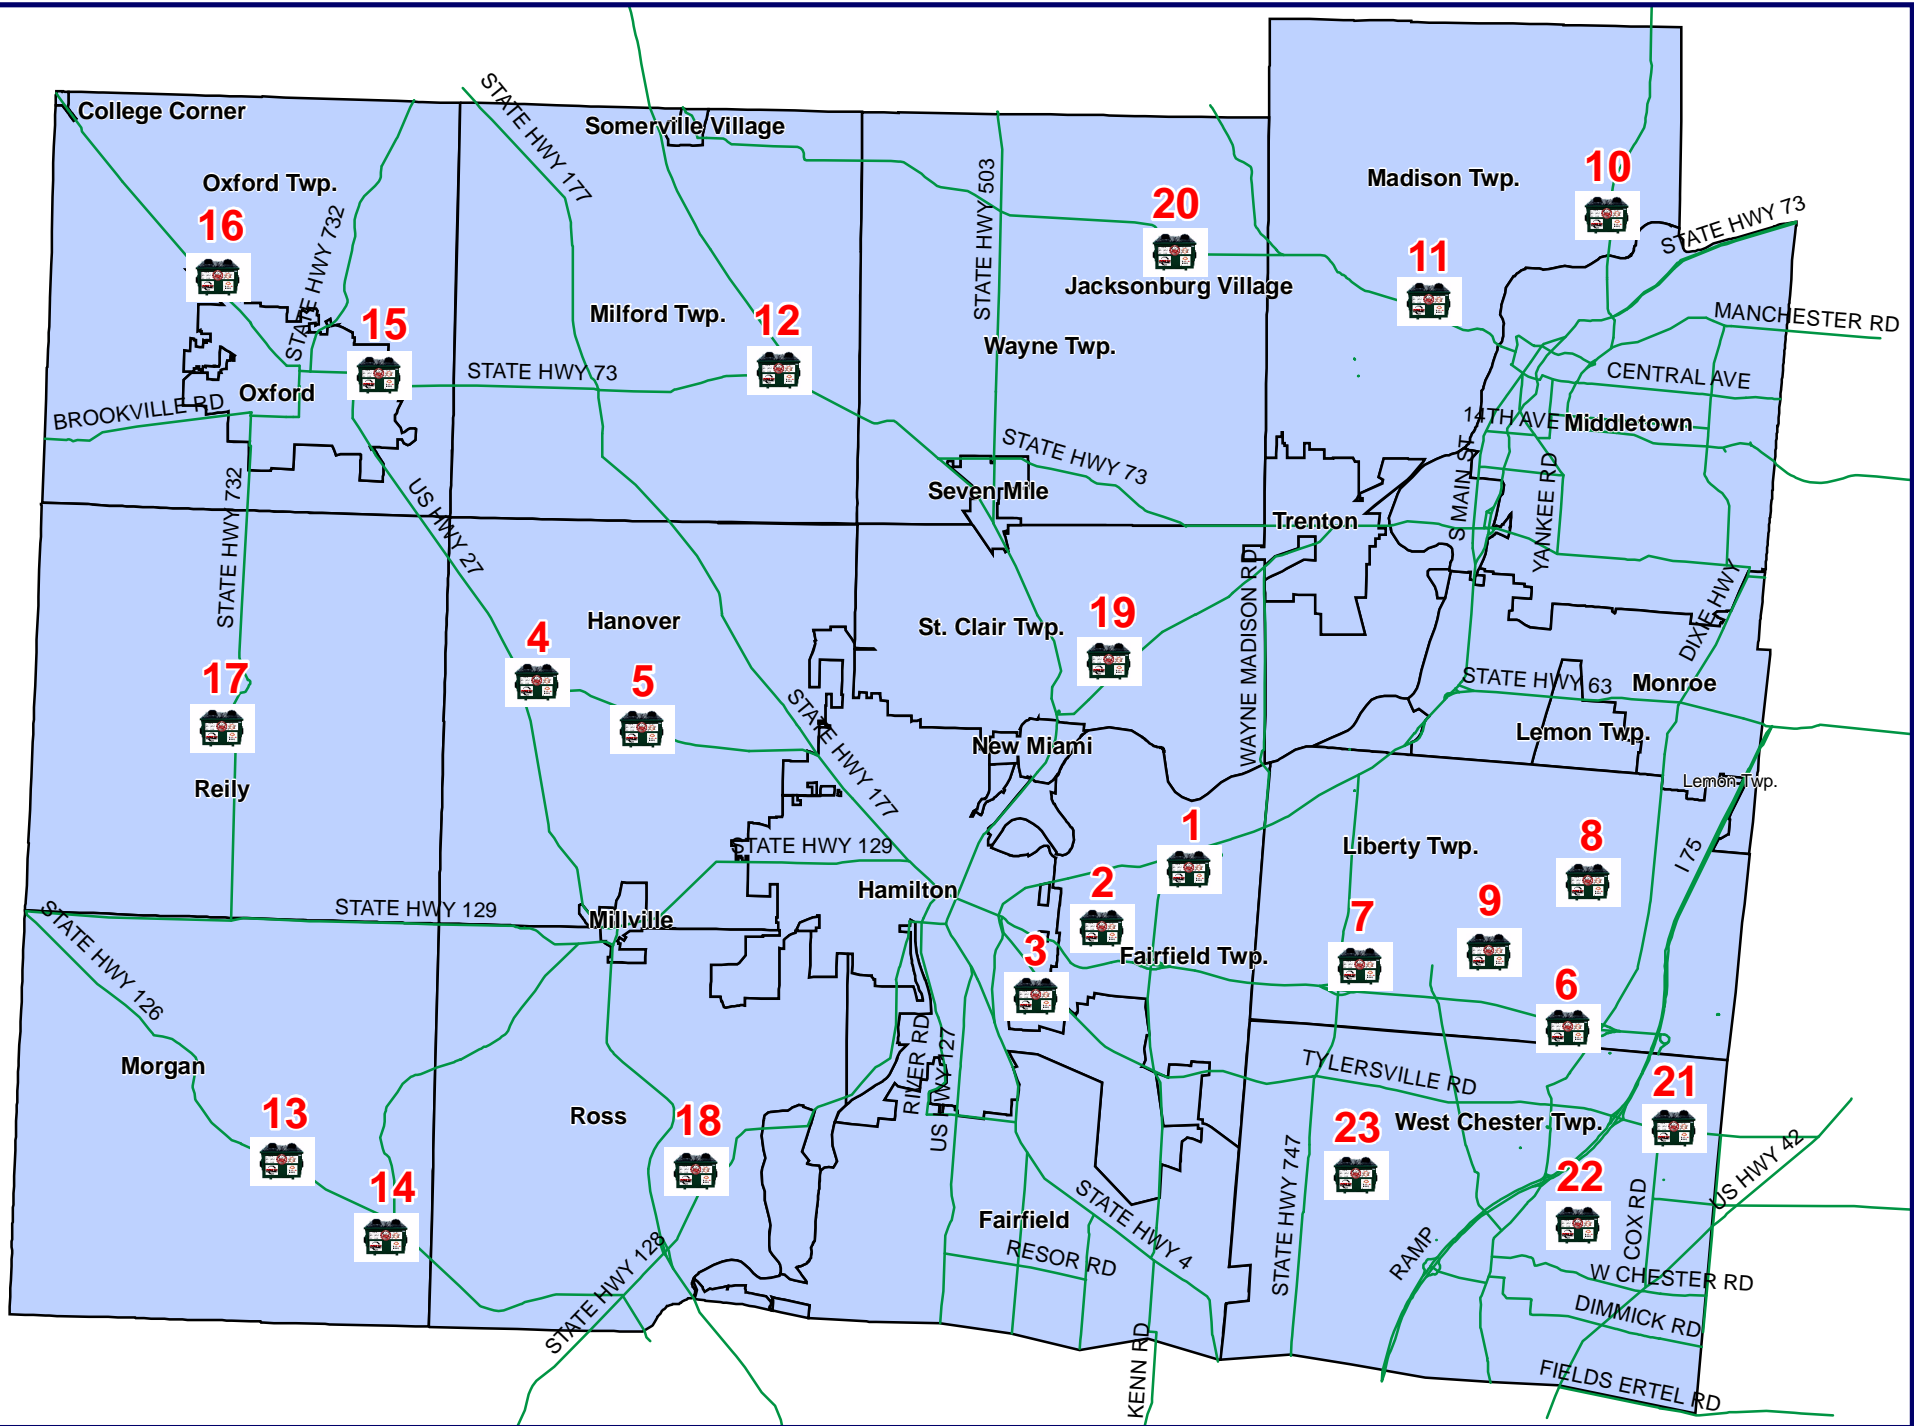 College Corner
STATE HWY 177
Somerville Village
Oxford Twp.
Madison Twp.
10
16
STATE HWY 732
STATE HWY 503
20
STATE HWY 73
11
Jacksonburg Village
15
Milford Twp.
12
MANCHESTER RD
Wayne Twp.
STATE HWY 73
CENTRAL AVE
Oxford
BROOKVILLE RD
14TH AVE
Middletown
STATE HWY 73
Seven Mile
S MAIN ST
YANKEE RD
Trenton
US HWY 27
STATE HWY 732
WAYNE MADISON RD
DIXIE HWY
Hanover
4
St. Clair Twp.
19
17
5
STATE HWY 63
Monroe
STATE HWY 177
New Miami
Lemon Twp.
Lemon Twp.
Reily
1
8
STATE HWY 129
Liberty Twp.
I 75
Hamilton
2
9
7
STATE HWY 129
Millville
3
Fairfield Twp.
STATE HWY 126
6
RIVER RD
US HWY 127
Morgan
TYLERSVILLE RD
21
13
Ross
18
23
West Chester Twp.
14
22
STATE HWY 747
US HWY 42
COX RD
Fairfield
STATE HWY 4
RESOR RD
RAMP
W CHESTER RD
STATE HWY 128
DIMMICK RD
KENN RD
FIELDS ERTEL RD